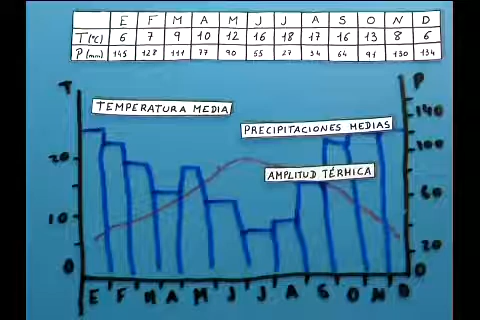 E F M A M J J A S O N D
T(ºC) 6 7 9 10 12 16 18 17 16 13 8 6
P(mm) 145 128 111 77 90 55 27 34 64 91 130 134
T P
TEMPERATURA MEDIA
140
PRECIPITACIONES MEDIAS
20 100
AMPLITUD TÉRMICA
60
10
20
0 0
E F M A M J J A S O N D